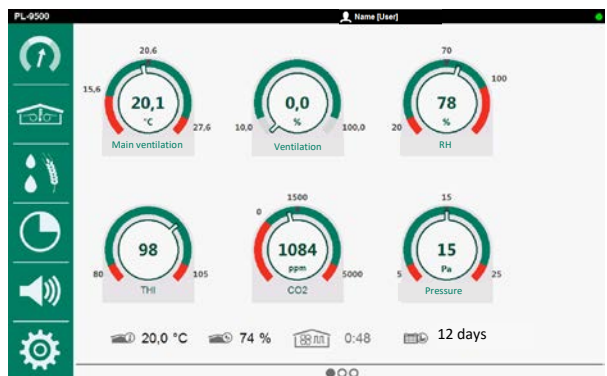 PL-9500
Name [User]
20.6
15,6
20,1
°C
27,6
Main ventilation
0,0
%
10,0
100,0
Ventilation
70
100
78
%
20
RH
98
80
105
THI
1500
0
1084
ppm
5000
CO2
15
15
Pa
5
25
Pressure
20,0 °C
74 %
0:48
12 days